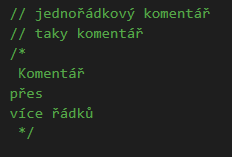 // jednořádkový komentář
// taky komentář
/*
 Komentář
přes
více řádků
 */